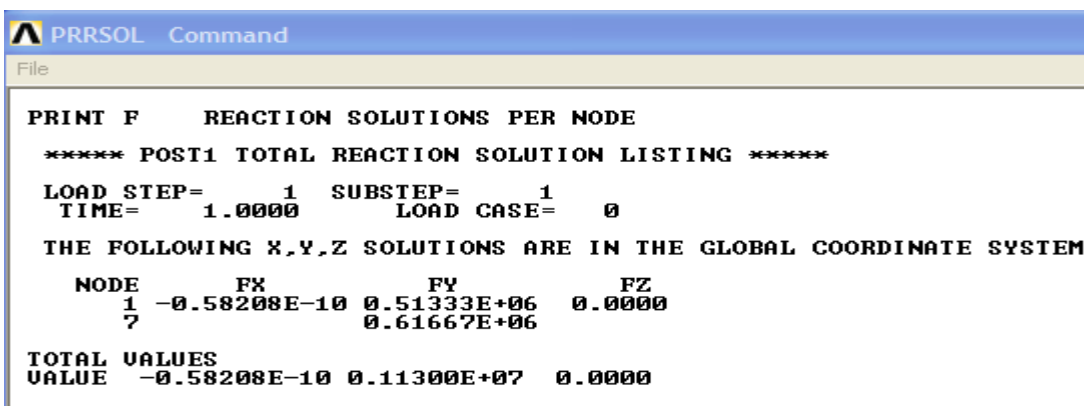 PRRSOL Command
File
PRINT F REACTION SOLUTIONS PER NODE
***** POST1 TOTAL REACTION SOLUTION LISTING *****
LOAD STEP= 1 SUBSTEP= 1
TIME= 1.0000 LOAD CASE= 0
THE FOLLOWING X,Y,Z SOLUTIONS ARE IN THE GLOBAL COORDINATE SYSTEM
NODE FX FY FZ
1 -0.58208E-10 0.51333E+06 0.0000
7 0.61667E+06
TOTAL VALUES
VALUE -0.58208E-10 0.11300E+07 0.0000